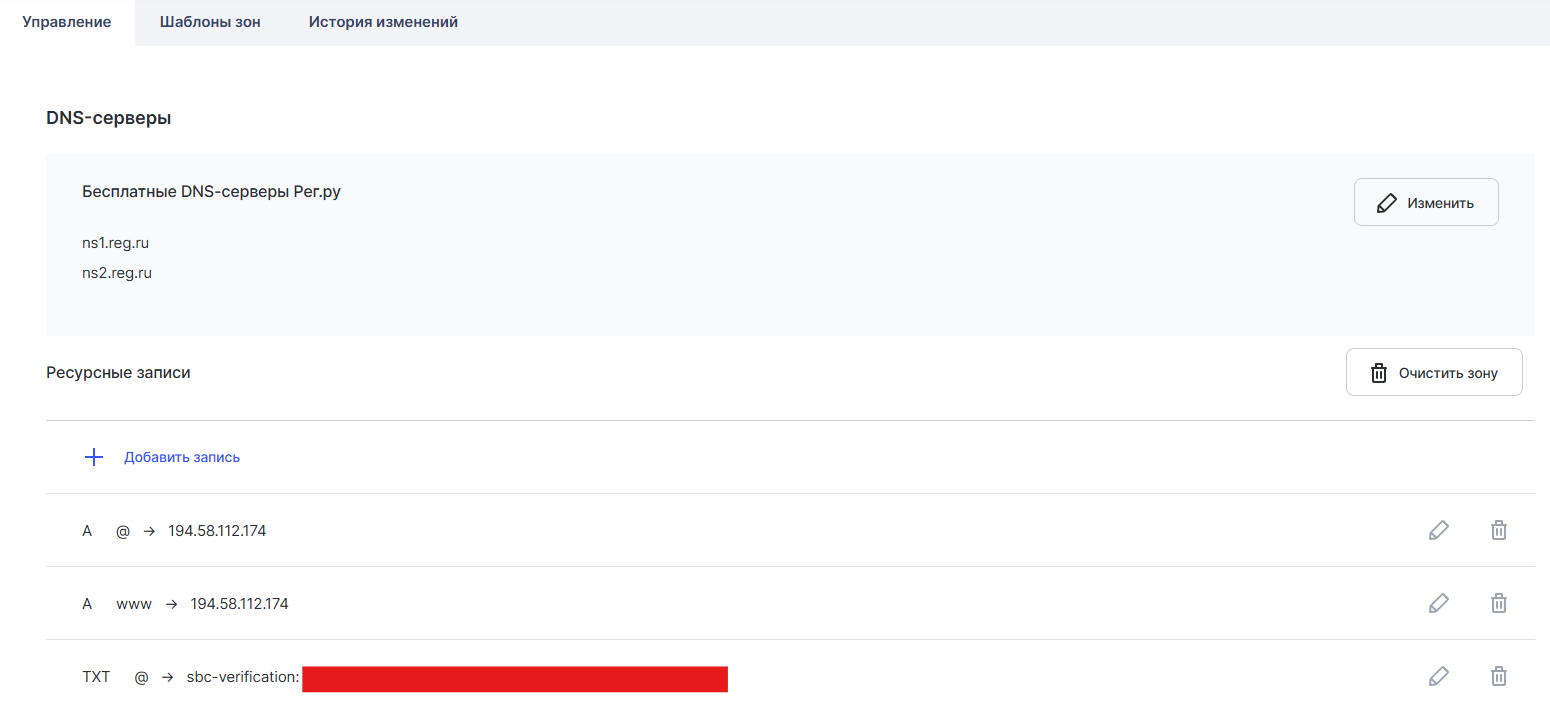 Управление Шаблоны зон История изменений
DNS-серверы
Бесплатные DNS-серверы Рег.ру
Изменить
ns1.reg.ru
ns2.reg.ru
Ресурсные записи
Очистить зону
Добавить запись
A @ → 194.58.112.174
A www → 194.58.112.174
TXT @ → sbc-verification: